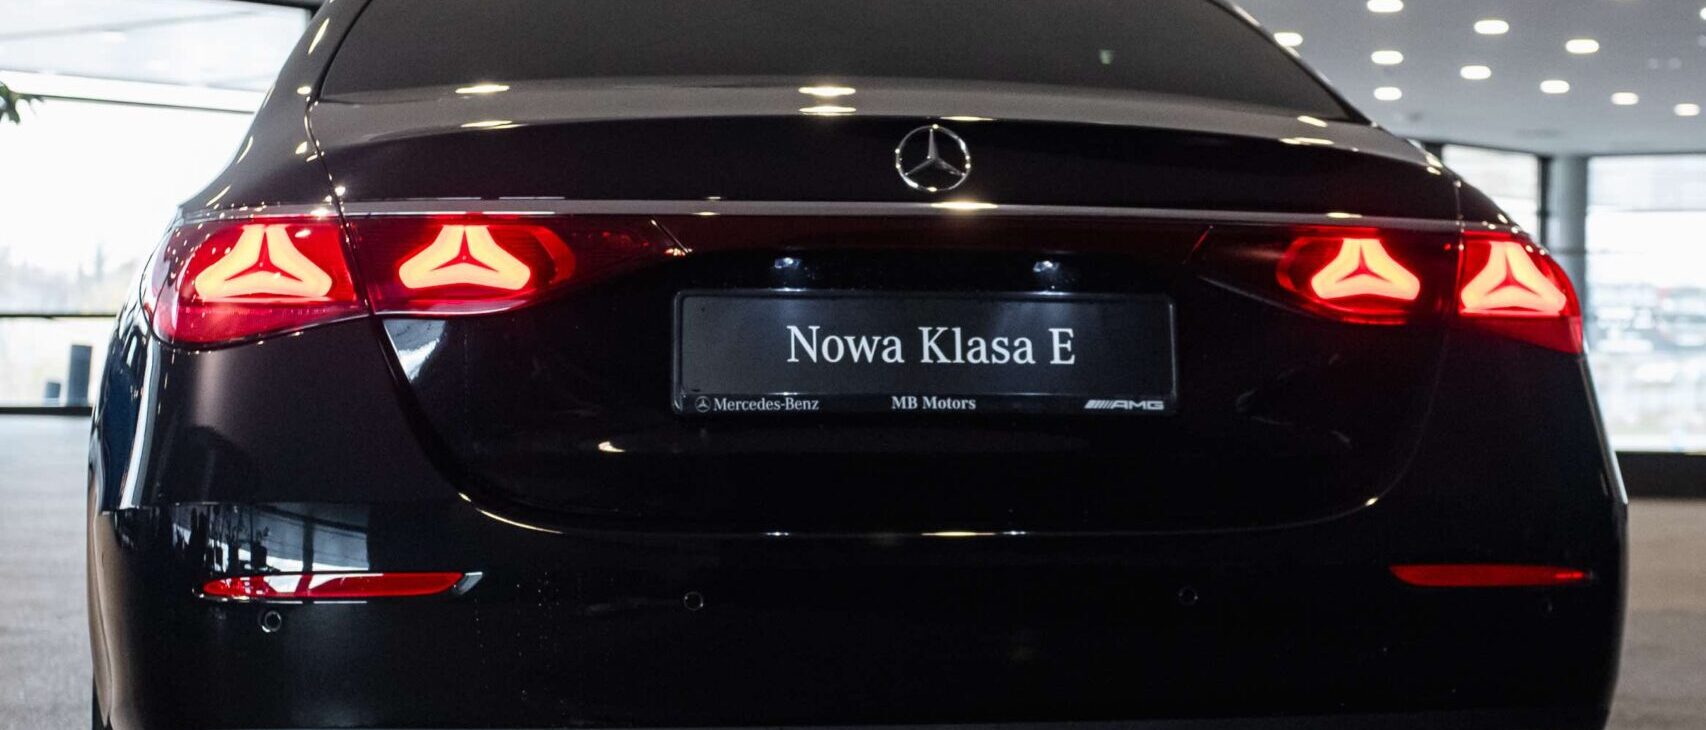 Nowa Klasa E
Mercedes-Benz MB Motors AMG